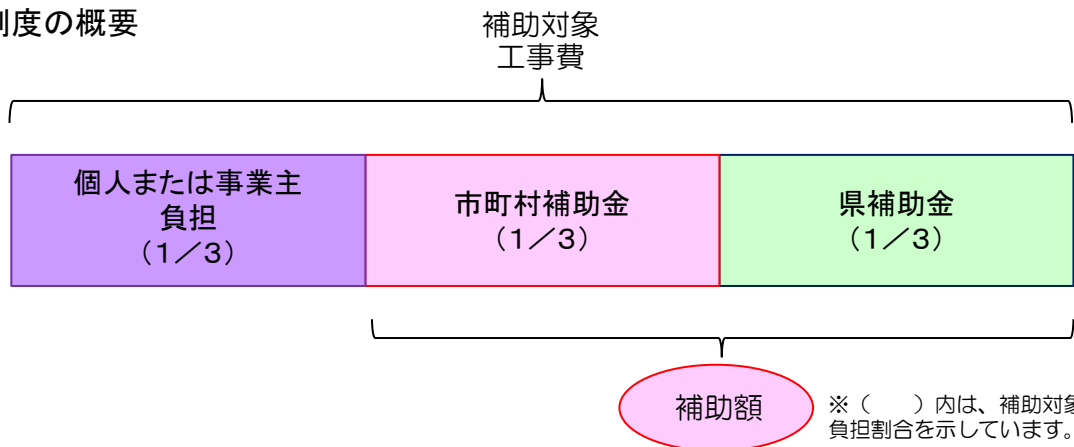 制度の概要
補助対象
工事費
個人または事業主
負担
（１／３）
市町村補助金
（１／３）
県補助金
（１／３）
補助額
※（　　）内は、補助対象
負担割合を示しています。